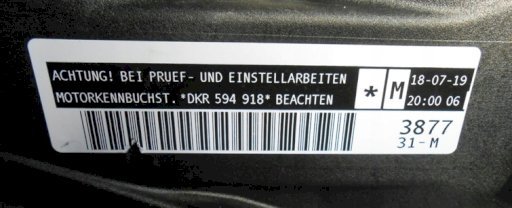 ACHTUNG! BEI PRUEF- UND EINSTELLARBEITEN
MOTORKENNBUCHST. *DKR 594 918* BEACHTEN
* M
18-07-19
20:00 06
3877
31-M